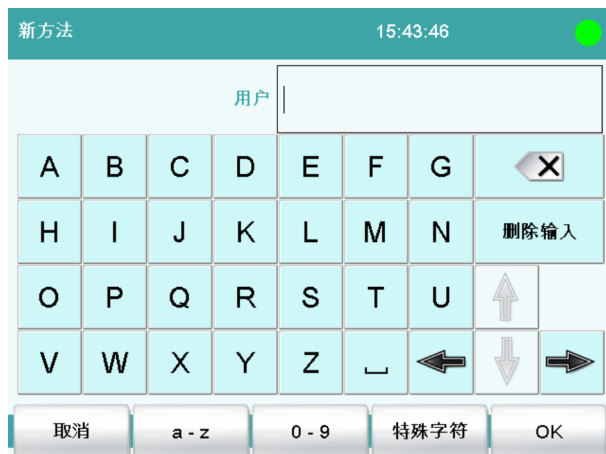 新方法 15:43:46
用户
A B C D E F G
H I J K L M N 删除输入
O P Q R S T U
V W X Y Z
取消 a-z 0-9 特殊字符 OK